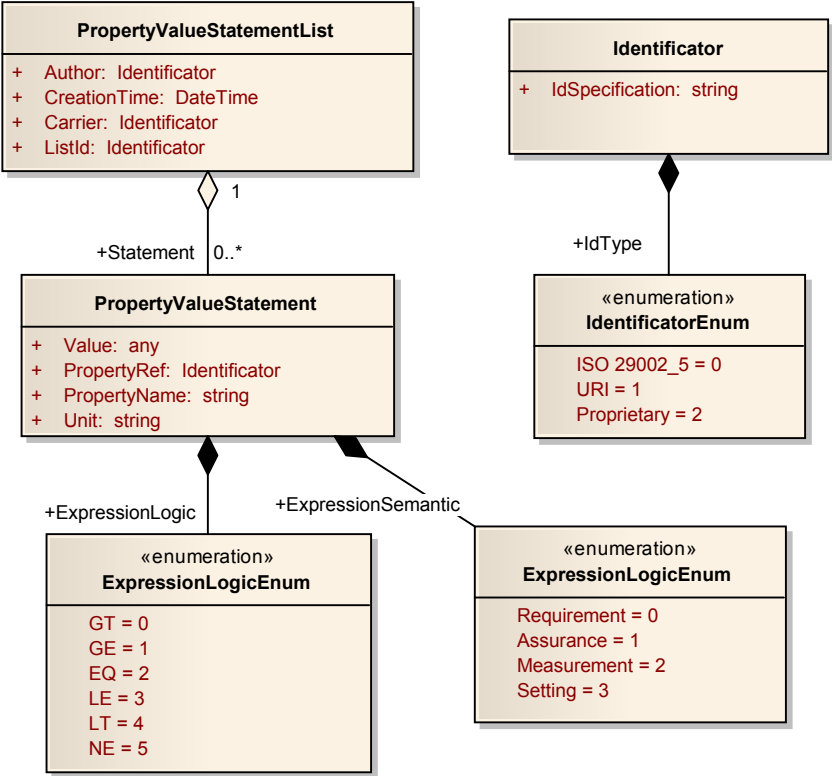 PropertyValueStatementList
+ Author: Identificator
+ CreationTime: DateTime
+ Carrier: Identificator
+ ListId: Identificator
Identificator
+ IdSpecification: string
1
+Statement 0..*
+IdType
PropertyValueStatement
+ Value: any
+ PropertyRef: Identificator
+ PropertyName: string
+ Unit: string
«enumeration»
IdentificatorEnum
ISO 29002_5 = 0
URI = 1
Proprietary = 2
+ExpressionLogic
+ExpressionSemantic
«enumeration»
ExpressionLogicEnum
GT = 0
GE = 1
EQ = 2
LE = 3
LT = 4
NE = 5
«enumeration»
ExpressionLogicEnum
Requirement = 0
Assurance = 1
Measurement = 2
Setting = 3